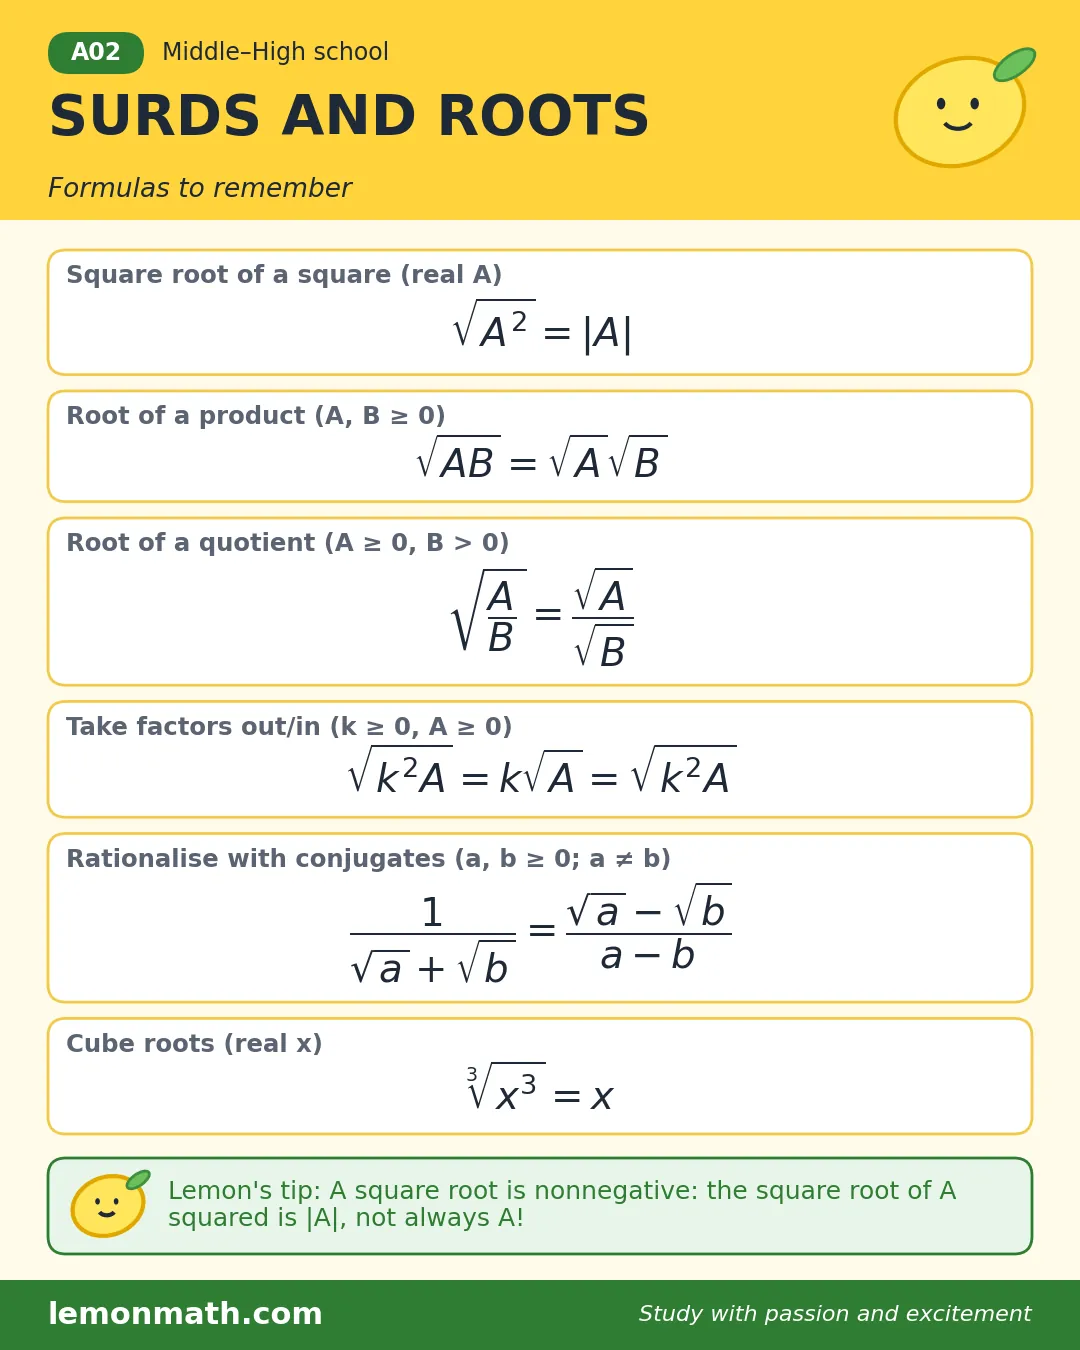 A02 Middle–High school
SURDS AND ROOTS
Formulas to remember
Square root of a square (real A)
√(A²) = |A|
Root of a product (A, B ≥ 0)
√(AB) = √A √B
Root of a quotient (A ≥ 0, B > 0)
√(A/B) = √A/√B
Take factors out/in (k ≥ 0, A ≥ 0)
√(k²A) = k√A = √(k²A)
Rationalise with conjugates (a, b ≥ 0; a ≠ b)
1/(√a + √b) = (√a − √b)/(a − b)
Cube roots (real x)
∛(x³) = x
Lemon's tip: A square root is nonnegative: the square root of A
squared is |A|, not always A!
lemonmath.com
Study with passion and excitement